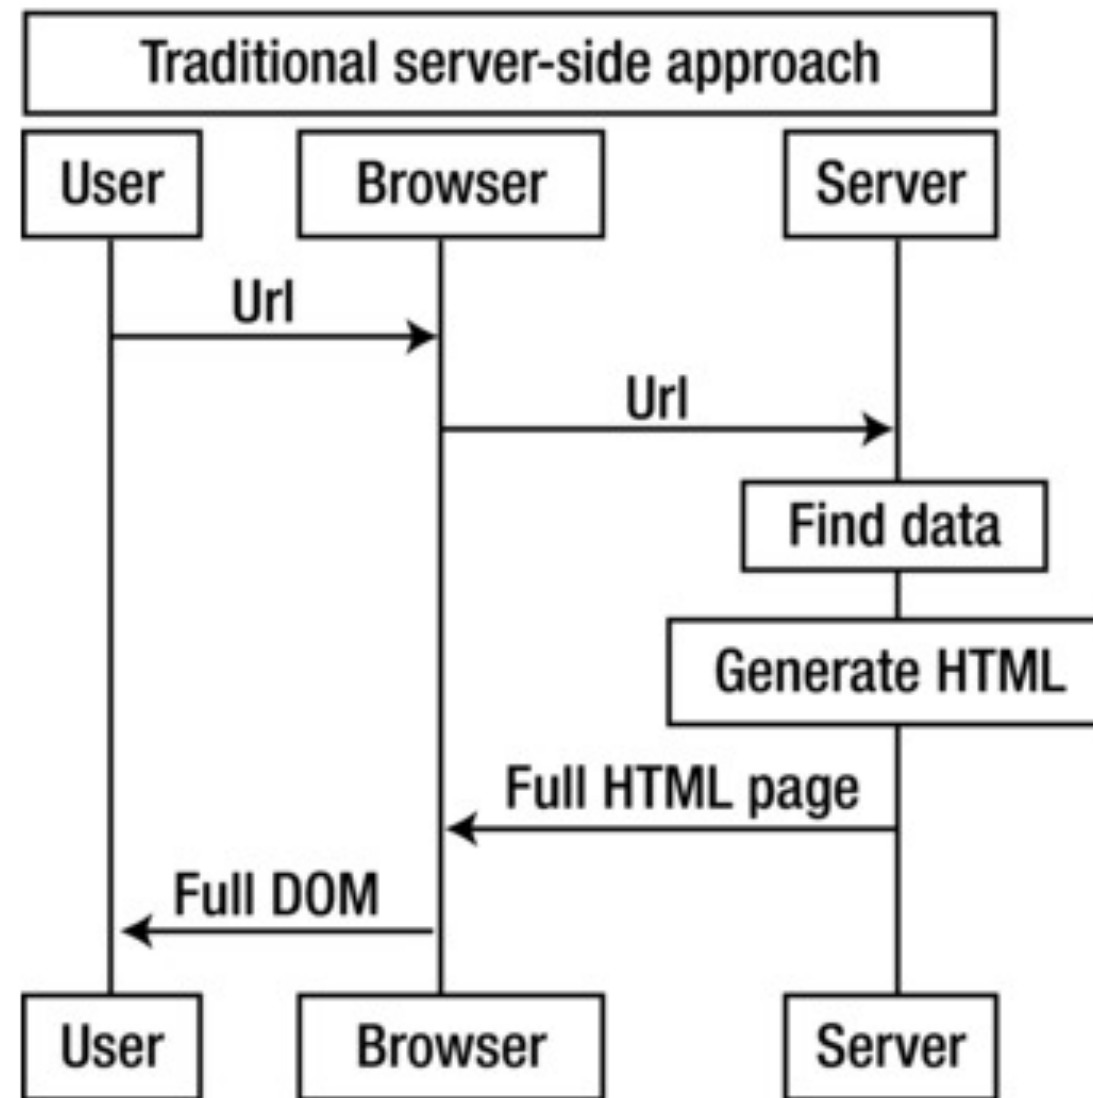 Traditional server-side approach
User
Browser
Server
Url
Url
Find data
Generate HTML
Full HTML page
Full DOM
User
Browser
Server